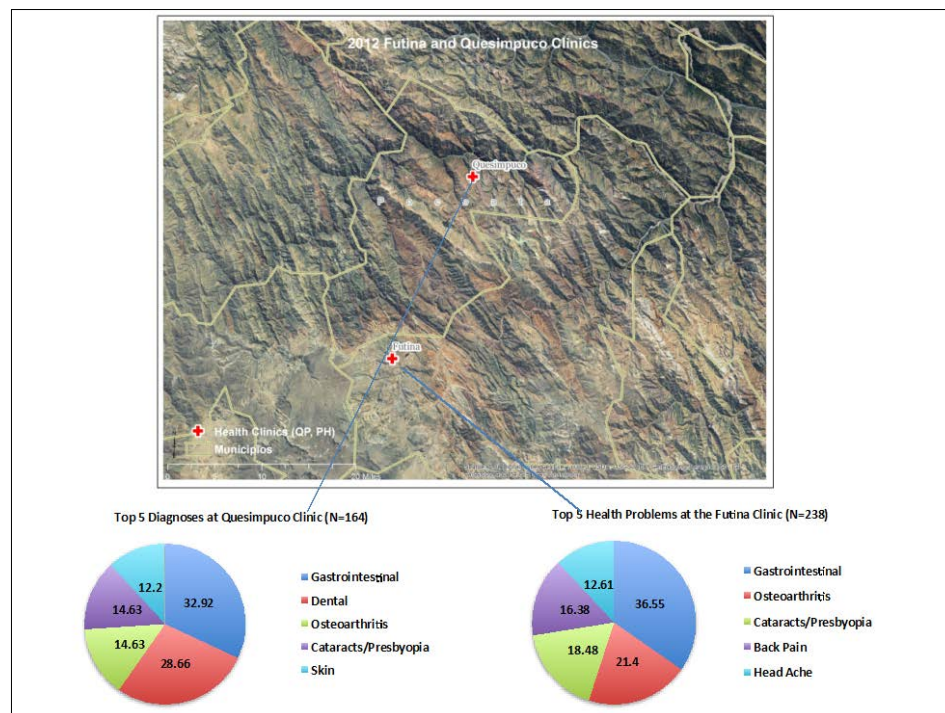 2012 Futina and Quesimpuco Clinics
Quesimpuco
Futina
Health Clinics (QP, PH)
Municipios
Top 5 Diagnoses at Quesimpuco Clinic (N=164)
32.92
28.66
14.63
14.63
12.2
Gastrointestinal
Dental
Osteoarthritis
Cataracts/Presbyopia
Skin
Top 5 Health Problems at the Futina Clinic (N=238)
36.55
21.4
18.48
16.38
12.61
Gastrointestinal
Osteoarthritis
Cataracts/Presbyopia
Back Pain
Head Ache